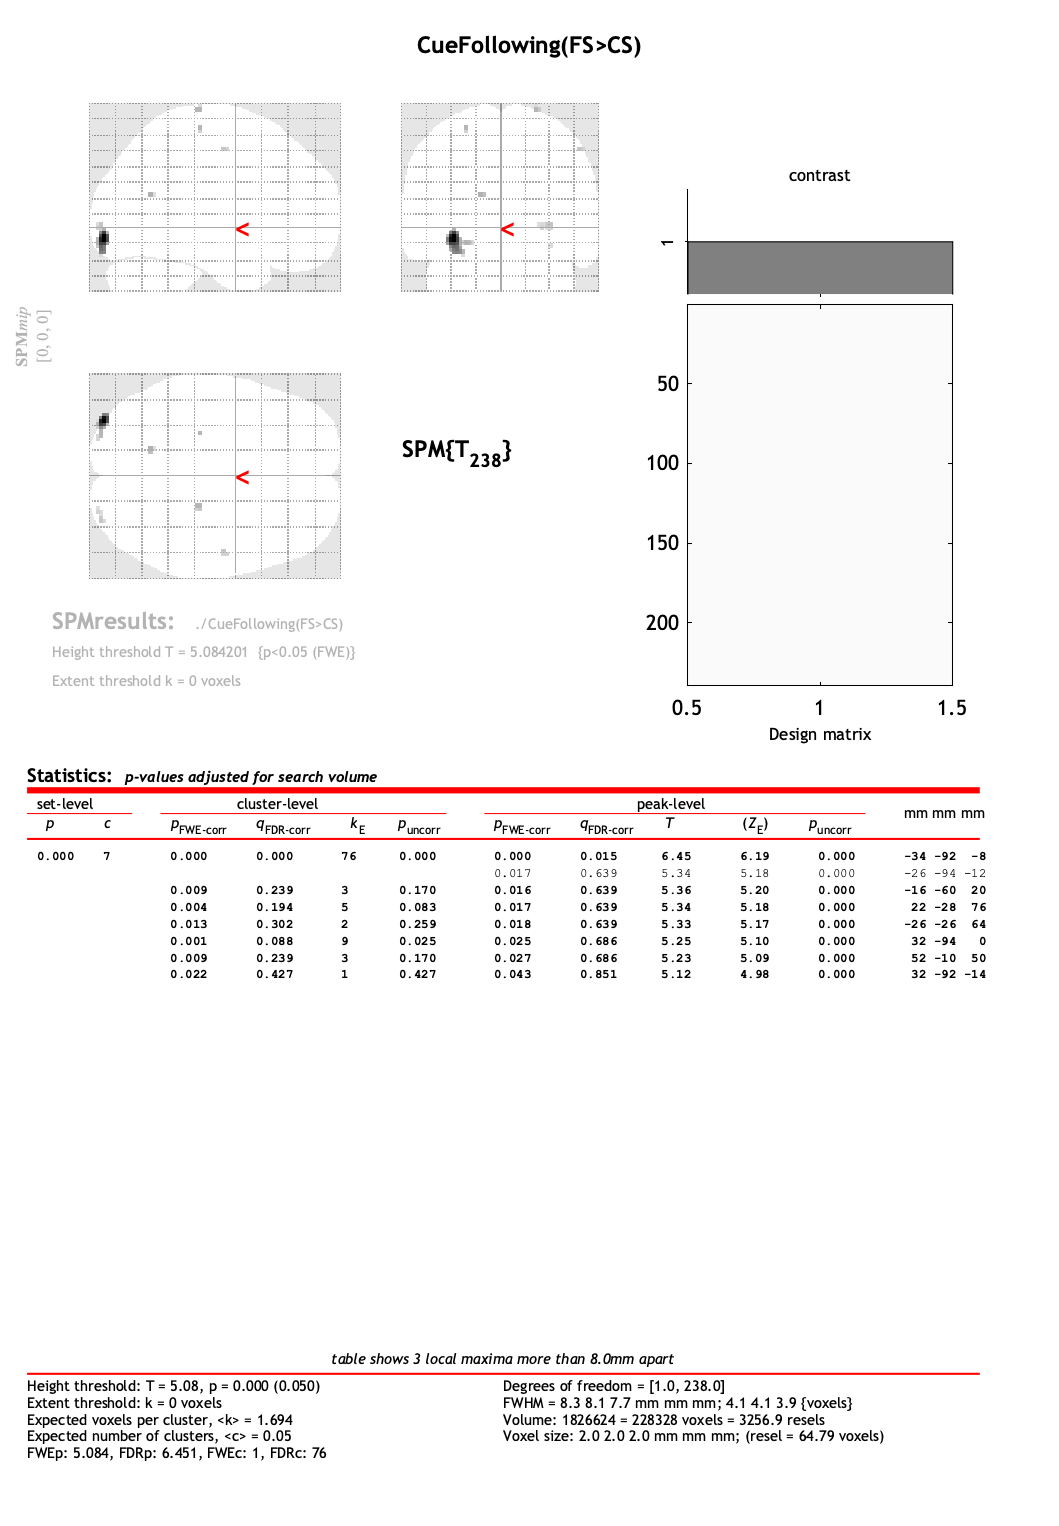 CueFollowing(FS>CS)
<
<
contrast
1
SPMmip
[0, 0, 0]
<
SPM{T238}
50
100
150
200
0.5 1 1.5
Design matrix
SPMresults: ./CueFollowing(FS>CS)
Height threshold T = 5.084201 {p<0.05 (FWE)}
Extent threshold k = 0 voxels
Statistics: p-values adjusted for search volume
set-level cluster-level peak-level mm mm mm
p c pFWE-corr qFDR-corr kE puncorr pFWE-corr qFDR-corr T (ZE) puncorr
0.000 7 0.000 0.000 76 0.000 0.000 0.015 6.45 6.19 0.000 -34 -92 -8
0.017 0.639 5.34 5.18 0.000 -26 -94 -12
0.009 0.239 3 0.170 0.016 0.639 5.36 5.20 0.000 -16 -60 20
0.004 0.194 5 0.083 0.017 0.639 5.34 5.18 0.000 22 -28 76
0.013 0.302 2 0.259 0.018 0.639 5.33 5.17 0.000 -26 -26 64
0.001 0.088 9 0.025 0.025 0.686 5.25 5.10 0.000 32 -94 0
0.009 0.239 3 0.170 0.027 0.686 5.23 5.09 0.000 52 -10 50
0.022 0.427 1 0.427 0.043 0.851 5.12 4.98 0.000 32 -92 -14
table shows 3 local maxima more than 8.0mm apart
Height threshold: T = 5.08, p = 0.000 (0.050)
Extent threshold: k = 0 voxels
Expected voxels per cluster, <k> = 1.694
Expected number of clusters, <c> = 0.05
FWEp: 5.084, FDRp: 6.451, FWEc: 1, FDRc: 76
Degrees of freedom = [1.0, 238.0]
FWHM = 8.3 8.1 7.7 mm mm mm; 4.1 4.1 3.9 {voxels}
Volume: 1826624 = 228328 voxels = 3256.9 resels
Voxel size: 2.0 2.0 2.0 mm mm mm; (resel = 64.79 voxels)